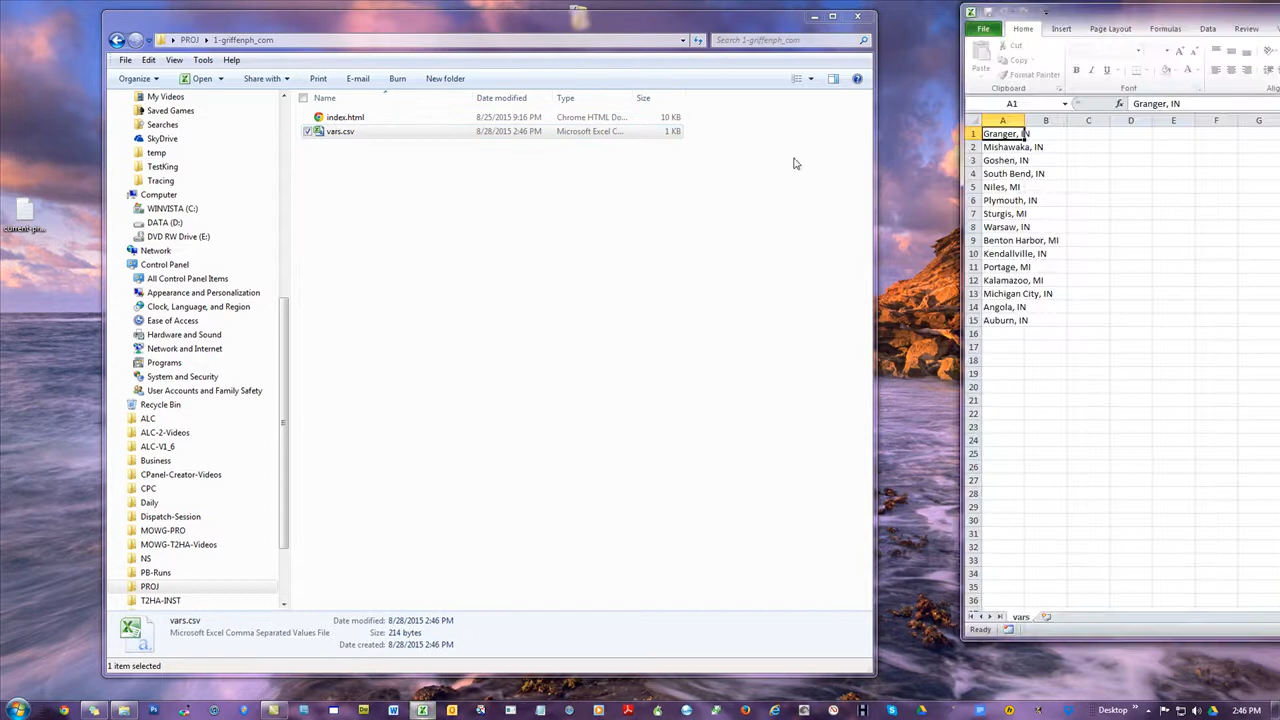 PROJ 1-griffenph_com
Search 1-griffenph_com
File Edit View Tools Help
Organize Open Share with Print E-mail Burn New folder
Name Date modified Type Size
index.html 8/25/2015 9:16 PM Chrome HTML Do... 10 KB
vars.csv 8/28/2015 2:46 PM Microsoft Excel C... 1 KB
My Videos
Saved Games
Searches
SkyDrive
temp
TestKing
Tracing
Computer
WINVISTA (C:)
DATA (D:)
DVD RW Drive (E:)
Network
Control Panel
All Control Panel Items
Appearance and Personalization
Clock, Language, and Region
Ease of Access
Hardware and Sound
Network and Internet
Programs
System and Security
User Accounts and Family Safety
Recycle Bin
ALC
ALC-2-Videos
ALC-V1_6
Business
CPanel-Creator-Videos
CPC
Daily
Dispatch-Session
MOWG-PRO
MOWG-T2HA-Videos
NS
PB-Runs
PROJ
T2HA-INST
vars.csv
Microsoft Excel Comma Separated Values File
Date modified: 8/28/2015 2:46 PM
Size: 214 bytes
Date created: 8/28/2015 2:46 PM
1 item selected
current-pr...
File Home Insert Page Layout Formulas Data Review
Paste
Cut
Copy
Format Painter
B I U
Clipboard Font
A1 fx Granger, IN
A B C D E F G
1 Granger, IN
2 Mishawaka, IN
3 Goshen, IN
4 South Bend, IN
5 Niles, MI
6 Plymouth, IN
7 Sturgis, MI
8 Warsaw, IN
9 Benton Harbor, MI
10 Kendallville, IN
11 Portage, MI
12 Kalamazoo, MI
13 Michigan City, IN
14 Angola, IN
15 Auburn, IN
16
17
18
19
20
21
22
23
24
25
26
27
28
29
30
31
32
33
34
35
36
vars
Ready
Desktop 2:46 PM